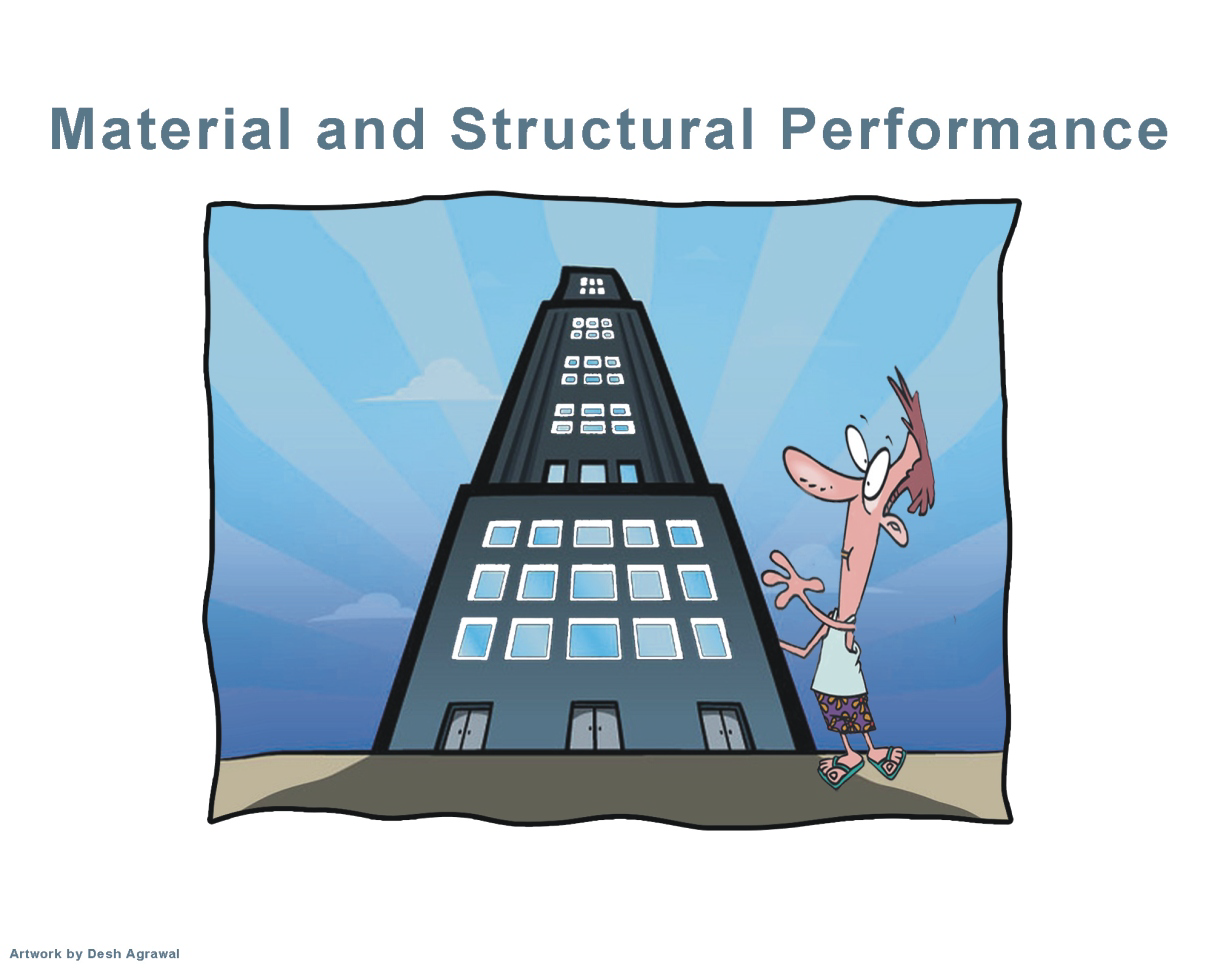 Material and Structural Performance
Artwork by Desh Agrawal